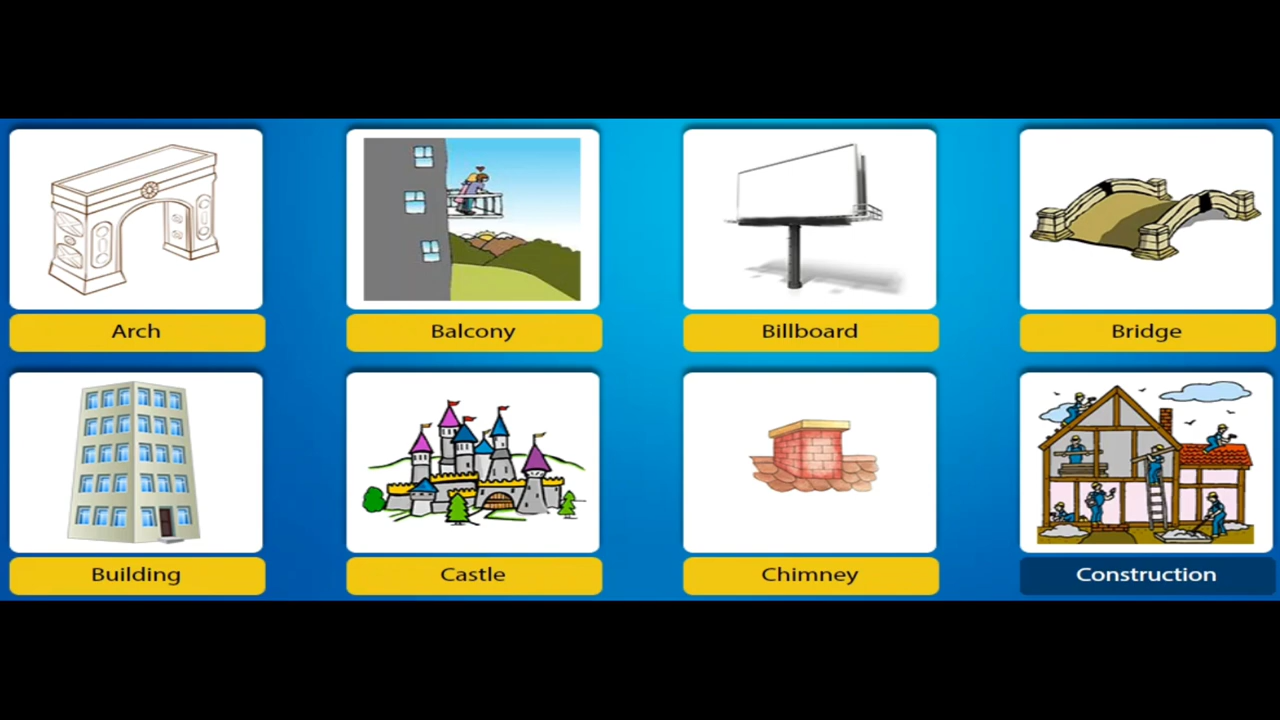 Arch
Balcony
Billboard
Bridge
Building
Castle
Chimney
Construction